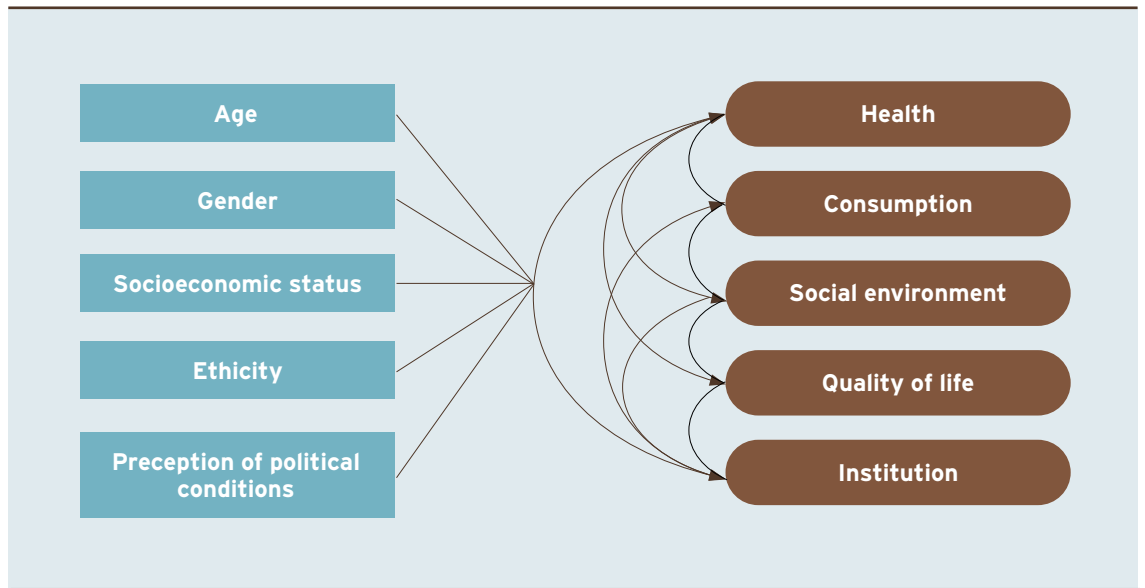 Age
Gender
Socioeconomic status
Ethicity
Preception of political
conditions
Health
Consumption
Social environment
Quality of life
Institution